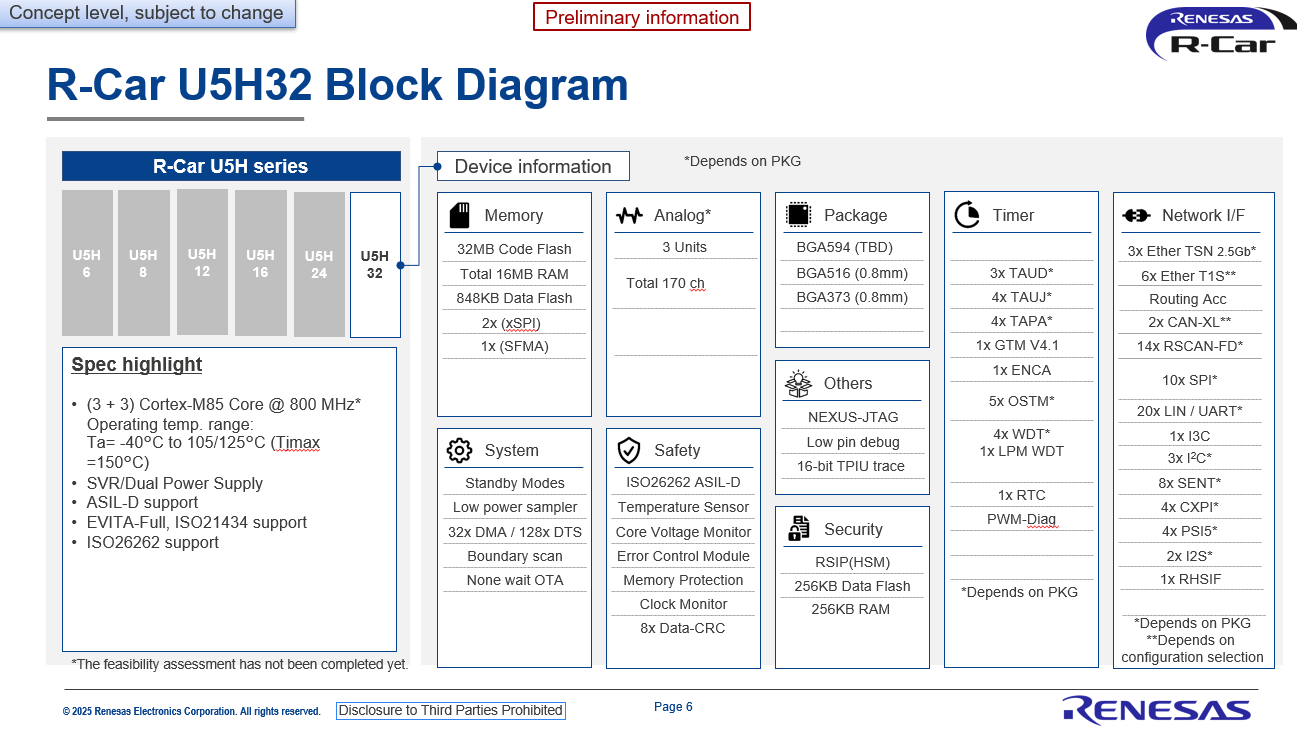 Concept level, subject to change
Preliminary information
RENESAS
R-Car
R-Car U5H32 Block Diagram
R-Car U5H series
U5H
6
U5H
8
U5H
12
U5H
16
U5H
24
U5H
32
Spec highlight
• (3 + 3) Cortex-M85 Core @ 800 MHz*
Operating temp. range:
Ta= -40°C to 105/125°C (Tjmax
=150°C)
• SVR/Dual Power Supply
• ASIL-D support
• EVITA-Full, ISO21434 support
• ISO26262 support
*The feasibility assessment has not been completed yet.
Device information
*Depends on PKG
Memory
32MB Code Flash
Total 16MB RAM
848KB Data Flash
2x (xSPI)
1x (SFMA)
Analog*
3 Units
Total 170 ch
Package
BGA594 (TBD)
BGA516 (0.8mm)
BGA373 (0.8mm)
Others
NEXUS-JTAG
Low pin debug
16-bit TPIU trace
System
Standby Modes
Low power sampler
32x DMA / 128x DTS
Boundary scan
None wait OTA
Safety
ISO26262 ASIL-D
Temperature Sensor
Core Voltage Monitor
Error Control Module
Memory Protection
Clock Monitor
8x Data-CRC
Security
RSIP(HSM)
256KB Data Flash
256KB RAM
Timer
3x TAUD*
4x TAUJ*
4x TAPA*
1x GTM V4.1
1x ENCA
5x OSTM*
4x WDT*
1x LPM WDT
1x RTC
PWM-Diag
*Depends on PKG
Network I/F
3x Ether TSN 2.5Gb*
6x Ether T1S**
Routing Acc
2x CAN-XL**
14x RSCAN-FD*
10x SPI*
20x LIN / UART*
1x I3C
3x I²C*
8x SENT*
4x CXPI*
4x PSI5*
2x I2S*
1x RHSIF
*Depends on PKG
**Depends on
configuration selection
© 2025 Renesas Electronics Corporation. All rights reserved.
Disclosure to Third Parties Prohibited
Page 6
RENESAS